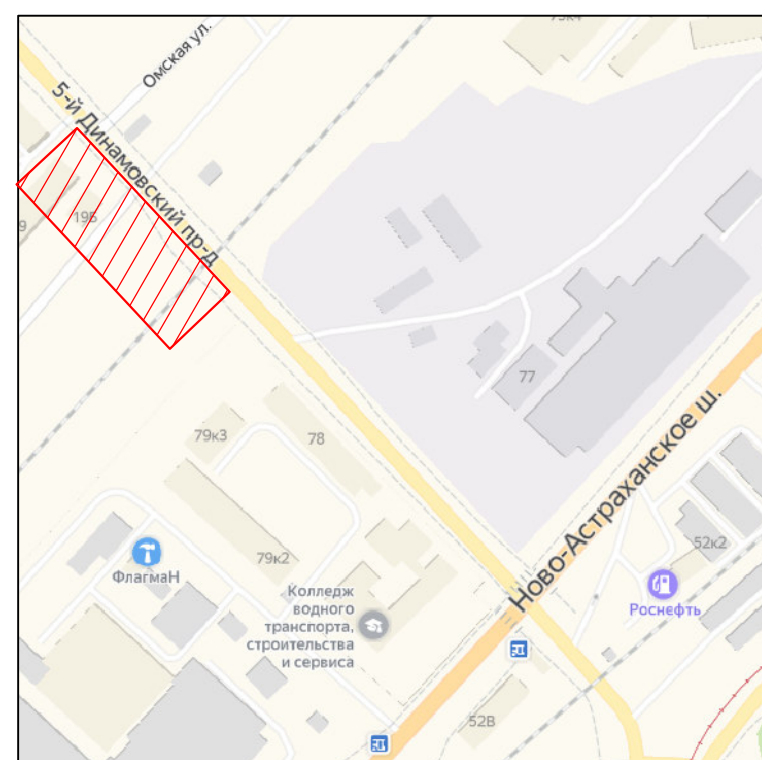 Омская ул.
5-й Динамовский пр-д
19Б
9
77
79к3
78
79к2
ФлагмаН
Колледж
водного
транспорта,
строительства
и сервиса
Ново-Астраханское ш.
52к2
Роснефть
52В